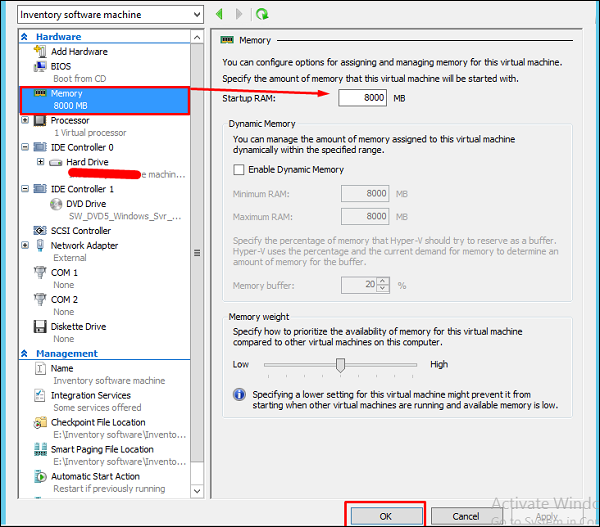 Inventory software machine
Hardware
Add Hardware
BIOS
Boot from CD
Memory
8000 MB
Processor
1 Virtual processor
IDE Controller 0
Hard Drive
e machin...
IDE Controller 1
DVD Drive
SW_DVD5_Windows_Svr_...
SCSI Controller
Network Adapter
External
COM 1
None
COM 2
None
Diskette Drive
None
Management
Name
Inventory software machine
Integration Services
Some services offered
Checkpoint File Location
E:\Inventory software\Invento...
Smart Paging File Location
E:\Inventory software\Invento...
Automatic Start Action
Restart if previously running
Memory
You can configure options for assigning and managing memory for this virtual machine.
Specify the amount of memory that this virtual machine will be started with.
Startup RAM: 8000 MB
Dynamic Memory
You can manage the amount of memory assigned to this virtual machine
dynamically within the specified range.
Enable Dynamic Memory
Minimum RAM: 8000 MB
Maximum RAM: 8000 MB
Specify the percentage of memory that Hyper-V should try to reserve as a buffer.
Hyper-V uses the percentage and the current demand for memory to determine an
amount of memory for the buffer.
Memory buffer: 20 %
Memory weight
Specify how to prioritize the availability of memory for this virtual machine
compared to other virtual machines on this computer.
Low High
Specifying a lower setting for this virtual machine might prevent it from
starting when other virtual machines are running and available memory is low.
Activate Windo
Go to System in Con
OK Cancel Apply